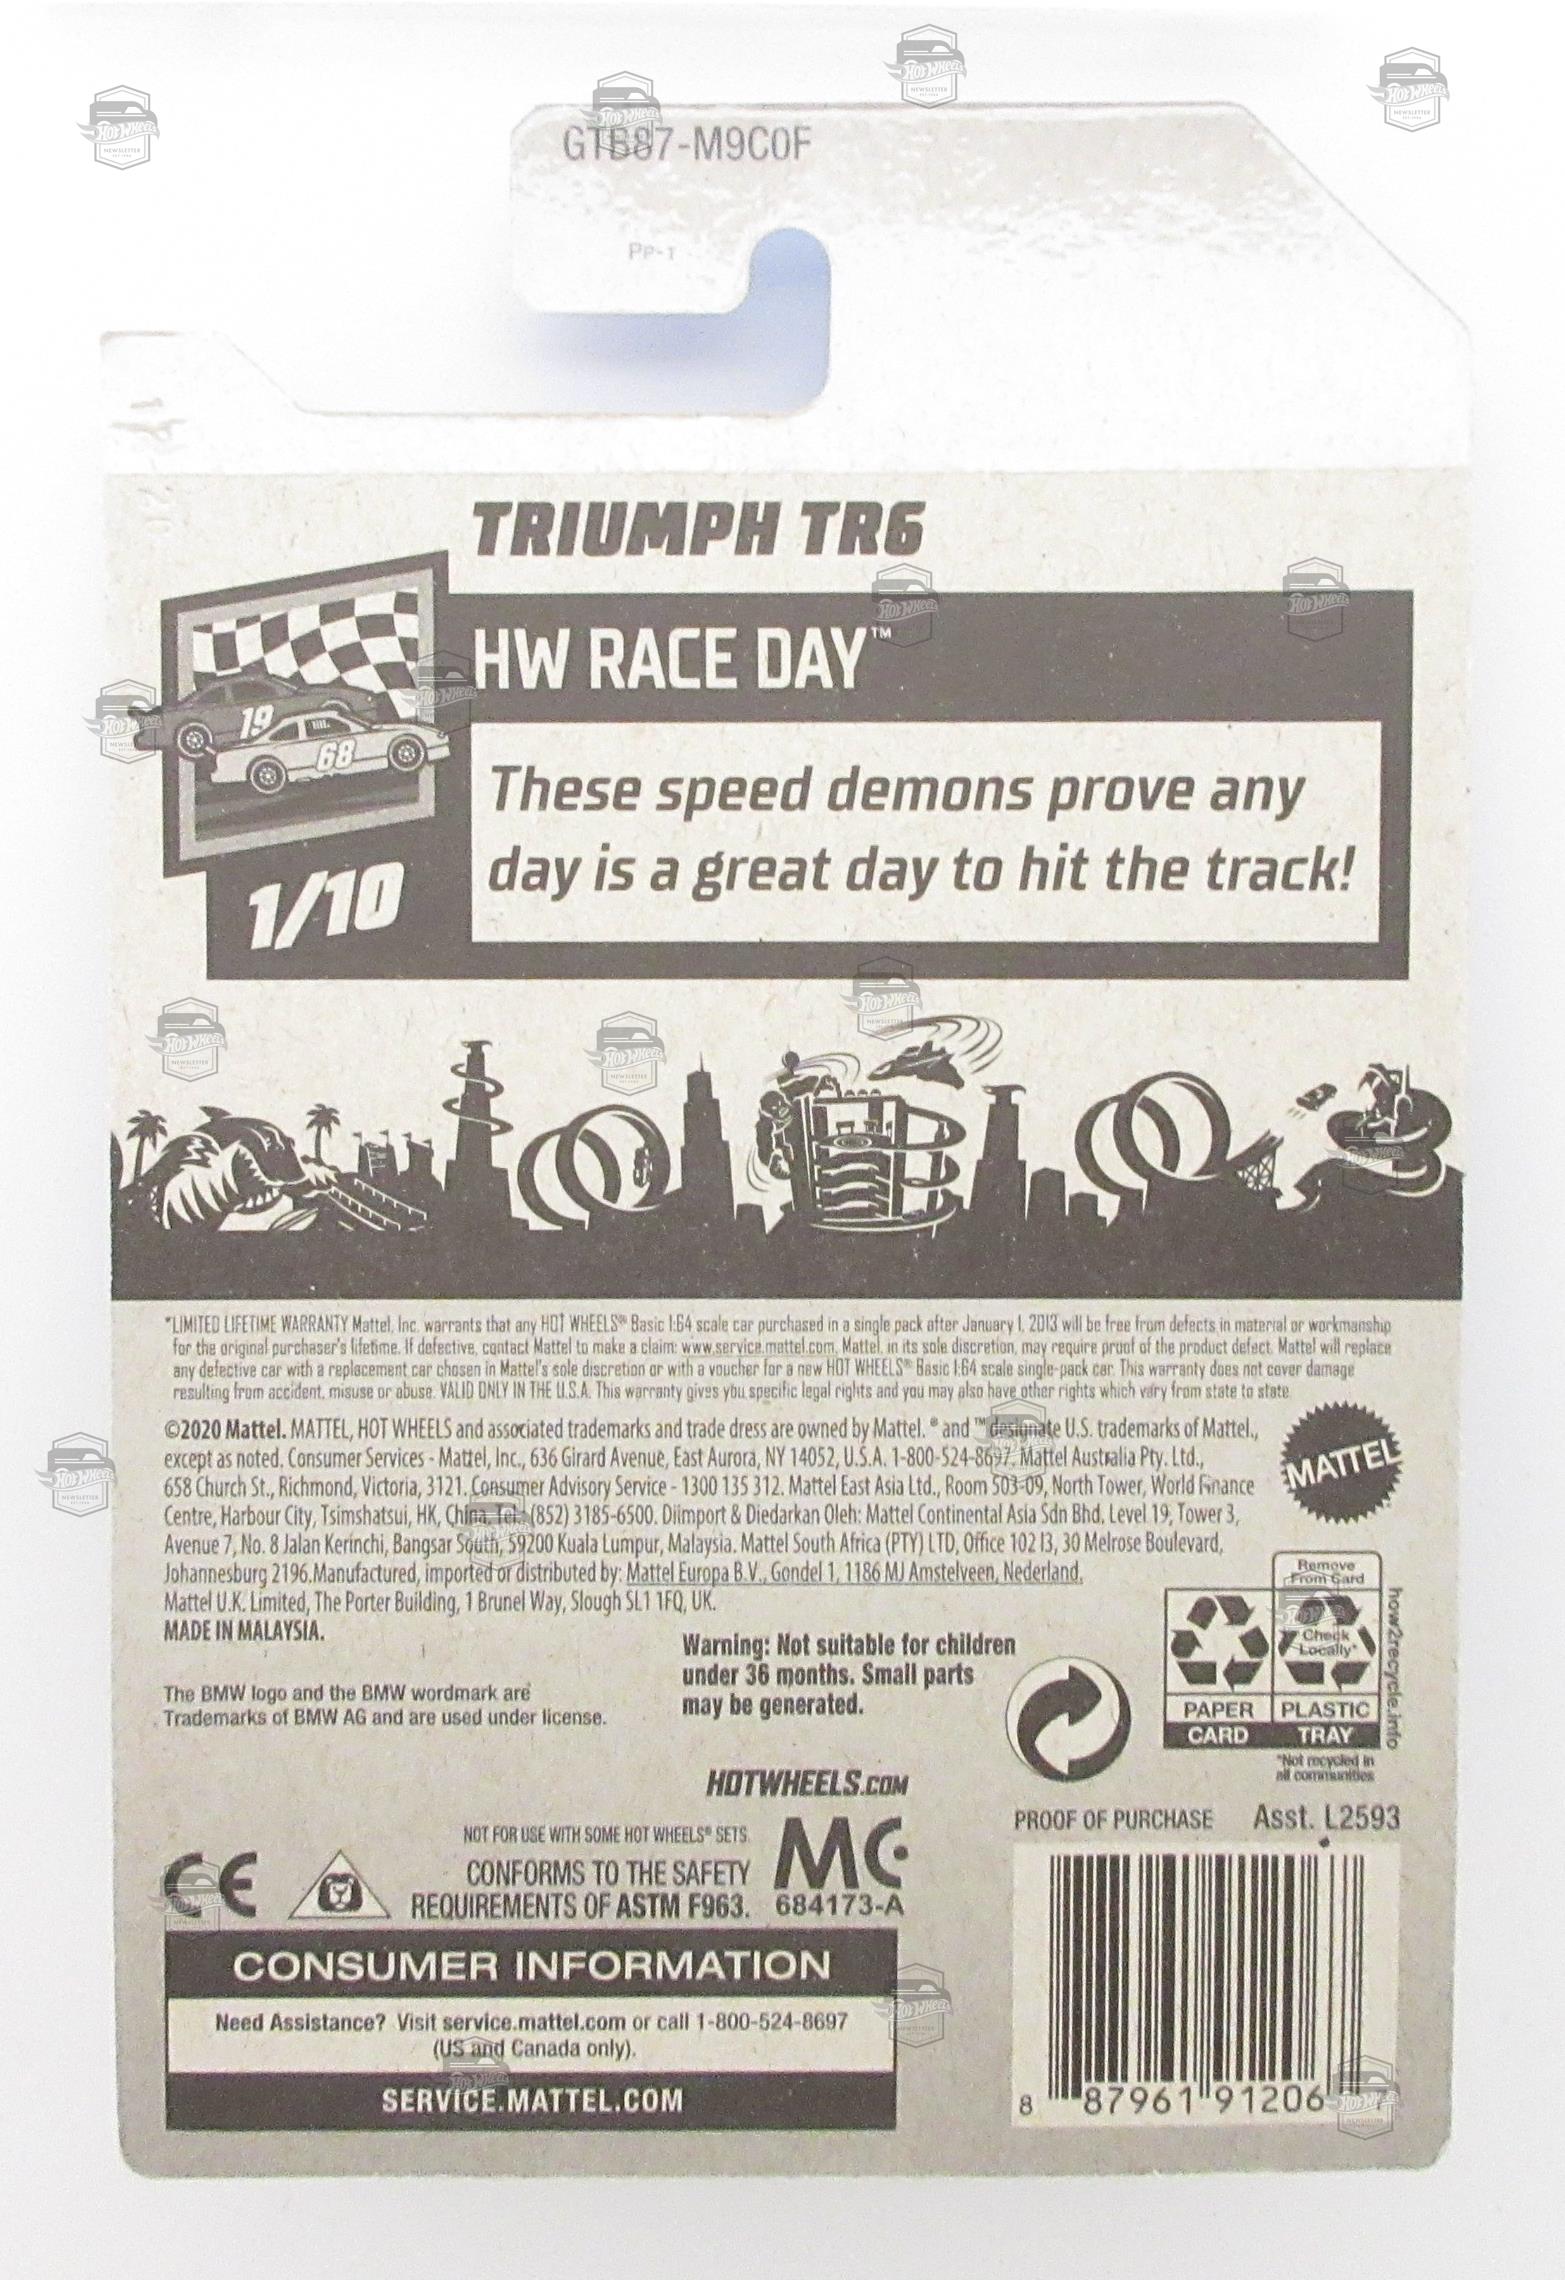 GTB87-M9C0F
PP-T
TRIUMPH TR6
HW RACE DAY™
19
68
These speed demons prove any
day is a great day to hit the track!
1/10
*LIMITED LIFETIME WARRANTY Mattel, Inc. warrants that any HOT WHEELS® Basic 1:64 scale car purchased in a single pack after January 1, 2013 will be free from defects in material or workmanship
for the original purchaser's lifetime. If defective, contact Mattel to make a claim: www.service.mattel.com. Mattel, in its sole discretion, may require proof of the product defect. Mattel will replace
any defective car with a replacement car chosen in Mattel's sole discretion or with a voucher for a new HOT WHEELS® Basic 1:64 scale single-pack car. This warranty does not cover damage
resulting from accident, misuse or abuse. VALID ONLY IN THE U.S.A. This warranty gives you specific legal rights and you may also have other rights which vary from state to state.
©2020 Mattel. MATTEL, HOT WHEELS and associated trademarks and trade dress are owned by Mattel. ® and ™ designate U.S. trademarks of Mattel.,
except as noted. Consumer Services - Mattel, Inc., 636 Girard Avenue, East Aurora, NY 14052, U.S.A. 1-800-524-8697. Mattel Australia Pty. Ltd.,
658 Church St., Richmond, Victoria, 3121. Consumer Advisory Service - 1300 135 312. Mattel East Asia Ltd., Room 503-09, North Tower, World Finance
Centre, Harbour City, Tsimshatsui, HK, China. Tel. (852) 3185-6500. Diimport & Diedarkan Oleh: Mattel Continental Asia Sdn Bhd. Level 19, Tower 3,
Avenue 7, No. 8 Jalan Kerinchi, Bangsar South, 59200 Kuala Lumpur, Malaysia. Mattel South Africa (PTY) LTD, Office 102 I3, 30 Melrose Boulevard,
Johannesburg 2196.Manufactured, imported or distributed by: Mattel Europa B.V., Gondel 1, 1186 MJ Amstelveen, Nederland.
Mattel U.K. Limited, The Porter Building, 1 Brunel Way, Slough SL1 1FQ, UK.
MADE IN MALAYSIA.
MATTEL
The BMW logo and the BMW wordmark are
Trademarks of BMW AG and are used under license.
Warning: Not suitable for children
under 36 months. Small parts
may be generated.
Remove
From Card
Check
Locally*
PAPER PLASTIC
CARD TRAY
how2recycle.info
*Not recycled in
all communities
HOTWHEELS.COM
NOT FOR USE WITH SOME HOT WHEELS® SETS.
CONFORMS TO THE SAFETY
REQUIREMENTS OF ASTM F963.
CE
MC
684173-A
PROOF OF PURCHASE Asst. L2593
8 87961 91206
CONSUMER INFORMATION
Need Assistance? Visit service.mattel.com or call 1-800-524-8697
(US and Canada only).
SERVICE.MATTEL.COM
Hot Wheels
NEWSLETTER